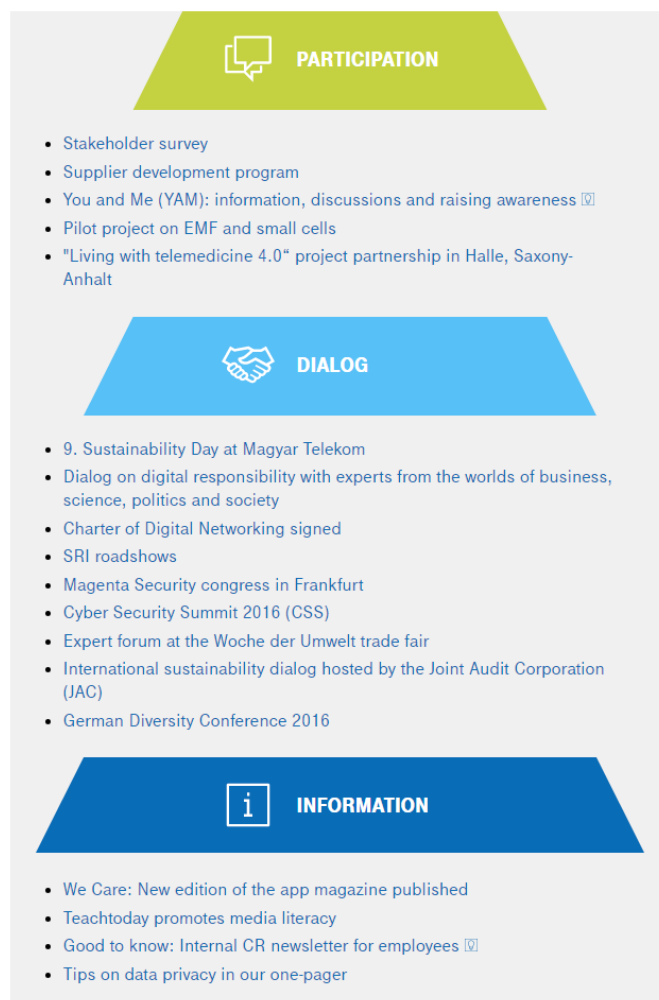 PARTICIPATION
Stakeholder survey
Supplier development program
You and Me (YAM): information, discussions and raising awareness
Pilot project on EMF and small cells
"Living with telemedicine 4.0“ project partnership in Halle, Saxony-
Anhalt
DIALOG
9. Sustainability Day at Magyar Telekom
Dialog on digital responsibility with experts from the worlds of business,
science, politics and society
Charter of Digital Networking signed
SRI roadshows
Magenta Security congress in Frankfurt
Cyber Security Summit 2016 (CSS)
Expert forum at the Woche der Umwelt trade fair
International sustainability dialog hosted by the Joint Audit Corporation
(JAC)
German Diversity Conference 2016
INFORMATION
We Care: New edition of the app magazine published
Teachtoday promotes media literacy
Good to know: Internal CR newsletter for employees
Tips on data privacy in our one-pager